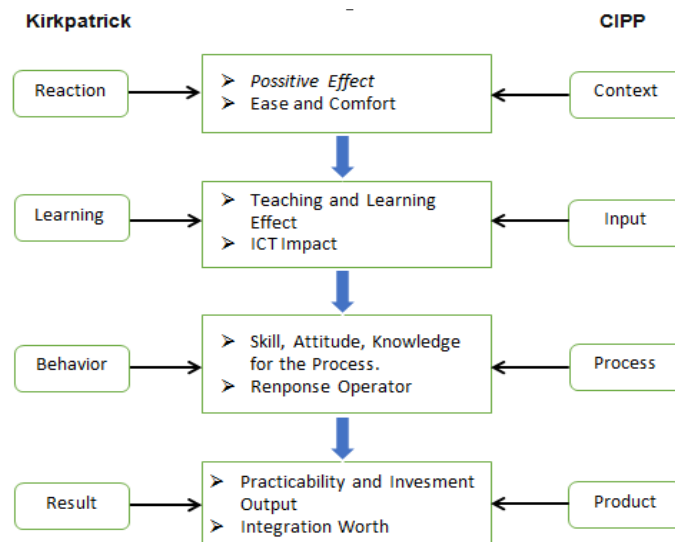 Kirkpatrick
CIPP
Reaction
➢ Possitive Effect
➢ Ease and Comfort
Context
Learning
➢ Teaching and Learning
Effect
➢ ICT Impact
Input
Behavior
➢ Skill, Attitude, Knowledge
for the Process.
➢ Renponse Operator
Process
Result
➢ Practicability and Invesment
Output
➢ Integration Worth
Product